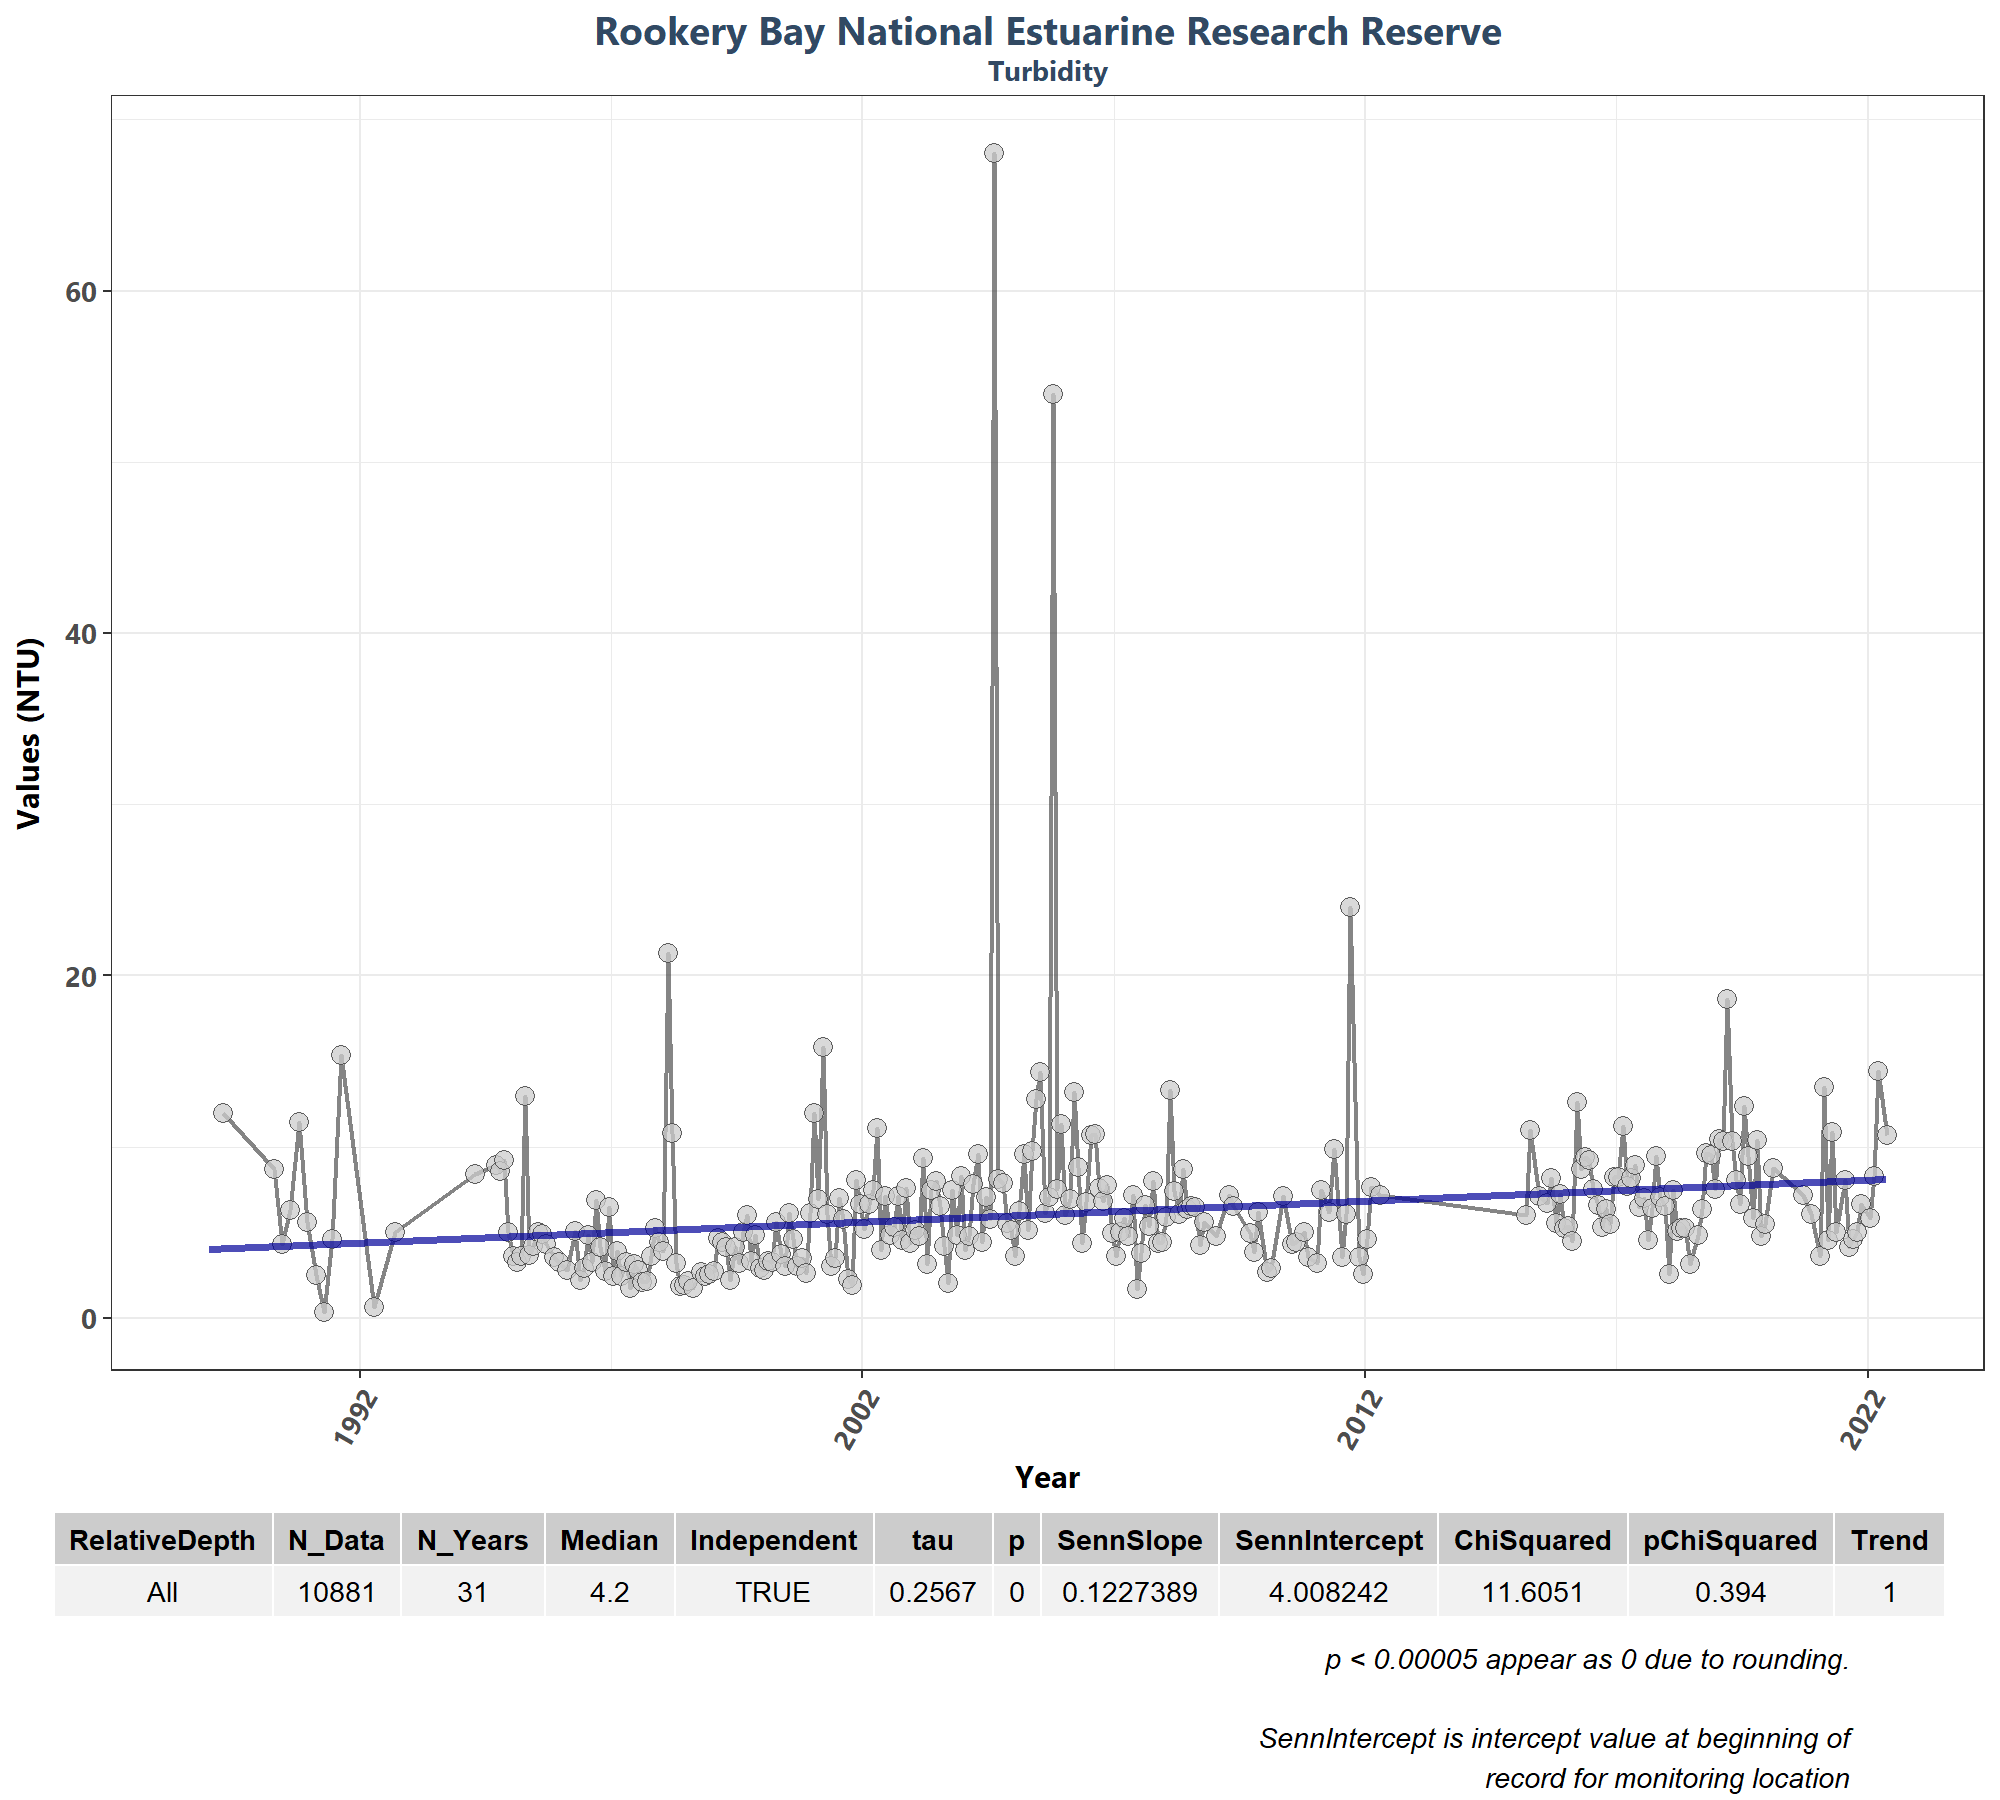 Rookery Bay National Estuarine Research Reserve
Turbidity
Values (NTU)
60
40
20
0
1992 2002 2012 2022
Year
RelativeDepth N_Data N_Years Median Independent tau p SennSlope SennIntercept ChiSquared pChiSquared Trend
All 10881 31 4.2 TRUE 0.2567 0 0.1227389 4.008242 11.6051 0.394 1
p < 0.00005 appear as 0 due to rounding.
SennIntercept is intercept value at beginning of
record for monitoring location